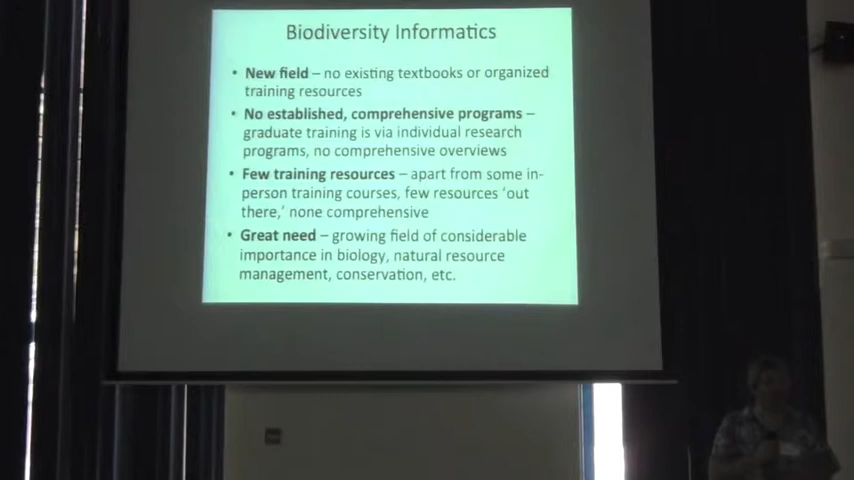 Biodiversity Informatics
• New field – no existing textbooks or organized
training resources
• No established, comprehensive programs –
graduate training is via individual research
programs, no comprehensive overviews
• Few training resources – apart from some in-
person training courses, few resources ‘out
there,’ none comprehensive
• Great need – growing field of considerable
importance in biology, natural resource
management, conservation, etc.